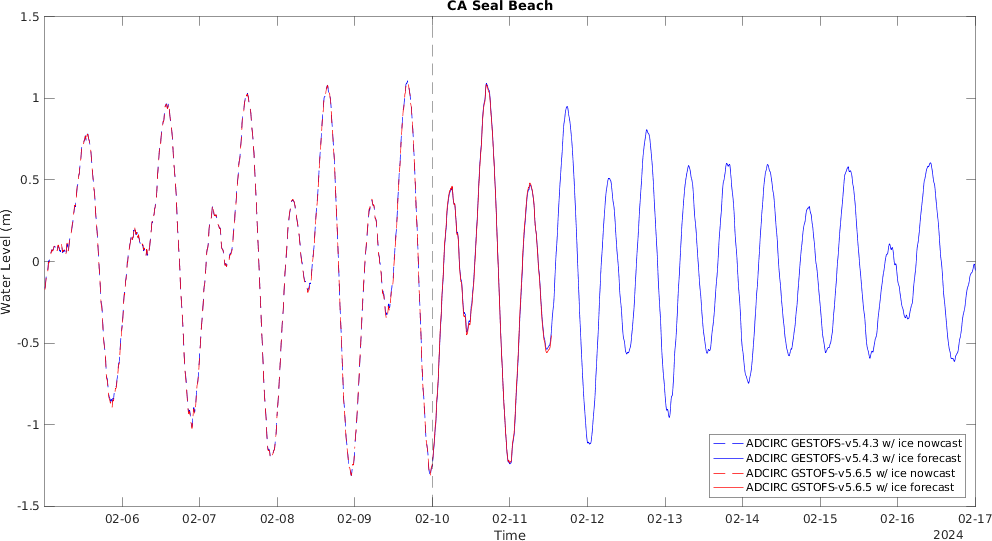 CA Seal Beach
1.5
1
0.5
0
-0.5
-1
-1.5
Water Level (m)
02-06 02-07 02-08 02-09 02-10 02-11 02-12 02-13 02-14 02-15 02-16 02-17
Time
2024
ADCIRC GESTOFS-v5.4.3 w/ ice nowcast
ADCIRC GESTOFS-v5.4.3 w/ ice forecast
ADCIRC GSTOFS-v5.6.5 w/ ice nowcast
ADCIRC GSTOFS-v5.6.5 w/ ice forecast